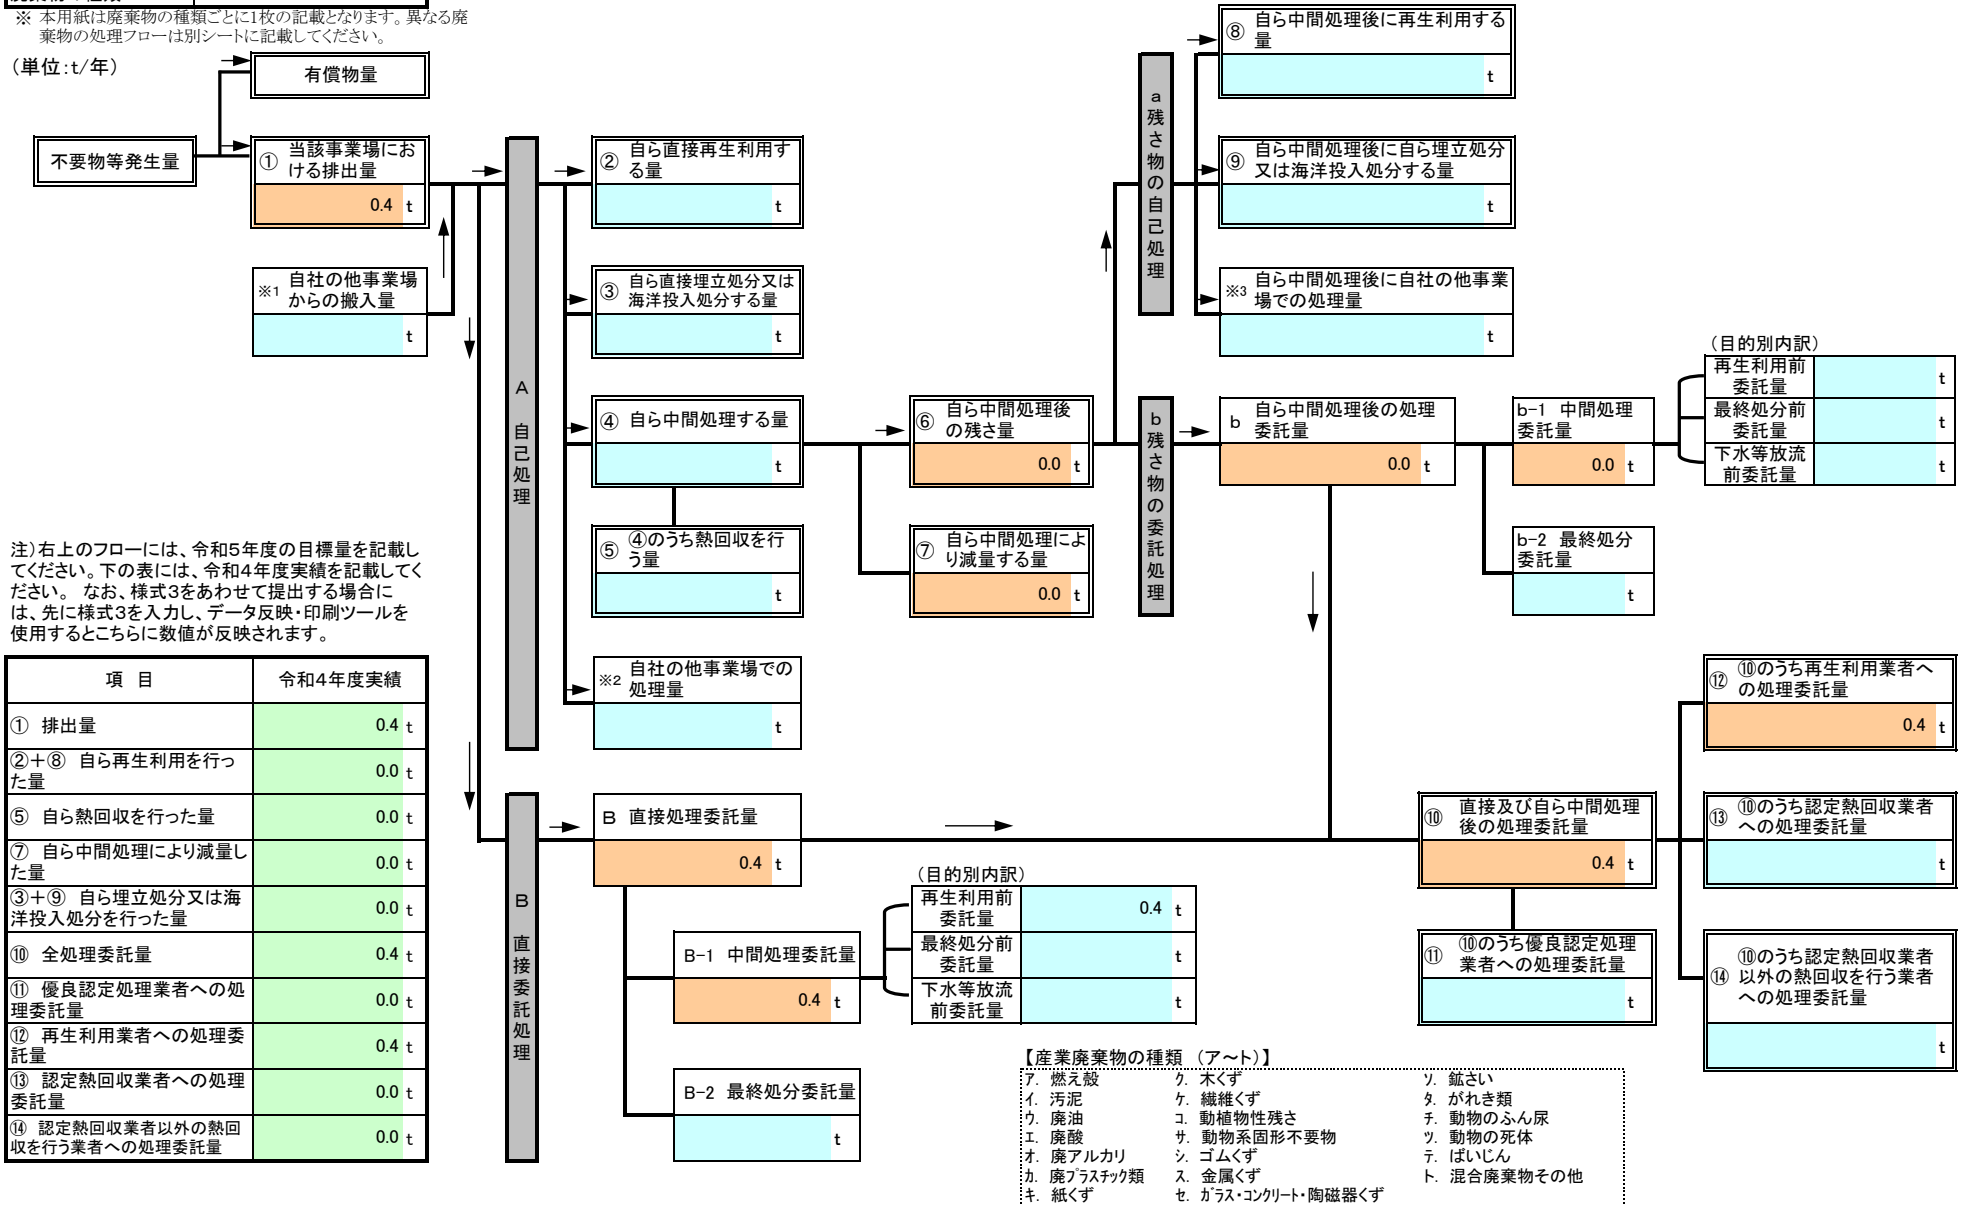 ※ 本用紙は廃棄物の種類ごとに1枚の記載となります。異なる廃
棄物の処理フローは別シートに記載してください。
(単位:t/年)
有償物量
不要物等発生量
① 当該事業場にお
ける排出量
0.4 t
※1 自社の他事業場
からの搬入量
t
A 自己処理
② 自ら直接再生利用す
る量
t
③ 自ら直接埋立処分又は
海洋投入処分する量
t
④ 自ら中間処理する量
t
⑤ ④のうち熱回収を行
う量
t
※2 自社の他事業場での
処理量
t
⑥ 自ら中間処理後
の残さ量
0.0 t
⑦ 自ら中間処理によ
り減量する量
0.0 t
a 残さ物の自己処理
⑧ 自ら中間処理後に再生利用する
量
t
⑨ 自ら中間処理後に自ら埋立処分
又は海洋投入処分する量
t
※3 自ら中間処理後に自社の他事業
場での処理量
t
b 残さ物の委託処理
b 自ら中間処理後の処理
委託量
0.0 t
b-1 中間処理
委託量
0.0 t
b-2 最終処分
委託量
t
(目的別内訳)
再生利用前
委託量
t
最終処分前
委託量
t
下水等放流
前委託量
t
注)右上のフローには、令和5年度の目標量を記載し
てください。下の表には、令和4年度実績を記載してく
ださい。 なお、様式3をあわせて提出する場合に
は、先に様式3を入力し、データ反映・印刷ツールを
使用するとこちらに数値が反映されます。
項 目 令和4年度実績
① 排出量 0.4 t
②+⑧ 自ら再生利用を行っ
た量 0.0 t
⑤ 自ら熱回収を行った量 0.0 t
⑦ 自ら中間処理により減量し
た量 0.0 t
③+⑨ 自ら埋立処分又は海
洋投入処分を行った量 0.0 t
⑩ 全処理委託量 0.4 t
⑪ 優良認定処理業者への処
理委託量 0.0 t
⑫ 再生利用業者への処理委
託量 0.4 t
⑬ 認定熱回収業者への処理
委託量 0.0 t
⑭ 認定熱回収業者以外の熱回
収を行う業者への処理委託量 0.0 t
B 直接委託処理
B 直接処理委託量
0.4 t
B-1 中間処理委託量
0.4 t
B-2 最終処分委託量
t
(目的別内訳)
再生利用前
委託量
0.4 t
最終処分前
委託量
t
下水等放流
前委託量
t
⑩ 直接及び自ら中間処理
後の処理委託量
0.4 t
⑪ ⑩のうち優良認定処理
業者への処理委託量
t
⑫ ⑩のうち再生利用業者へ
の処理委託量
0.4 t
⑬ ⑩のうち認定熱回収業者
への処理委託量
t
⑭ ⑩のうち認定熱回収業者
以外の熱回収を行う業者
への処理委託量
t
【産業廃棄物の種類 (ア~ト)】
ア. 燃え殻 ク. 木くず ソ. 鉱さい
イ. 汚泥 ケ. 繊維くず タ. がれき類
ウ. 廃油 コ. 動植物性残さ チ. 動物のふん尿
エ. 廃酸 サ. 動物系固形不要物 ツ. 動物の死体
オ. 廃アルカリ シ. ゴムくず テ. ばいじん
カ. 廃プラスチック類 ス. 金属くず ト. 混合廃棄物その他
キ. 紙くず セ. ガラス・コンクリート・陶磁器くず